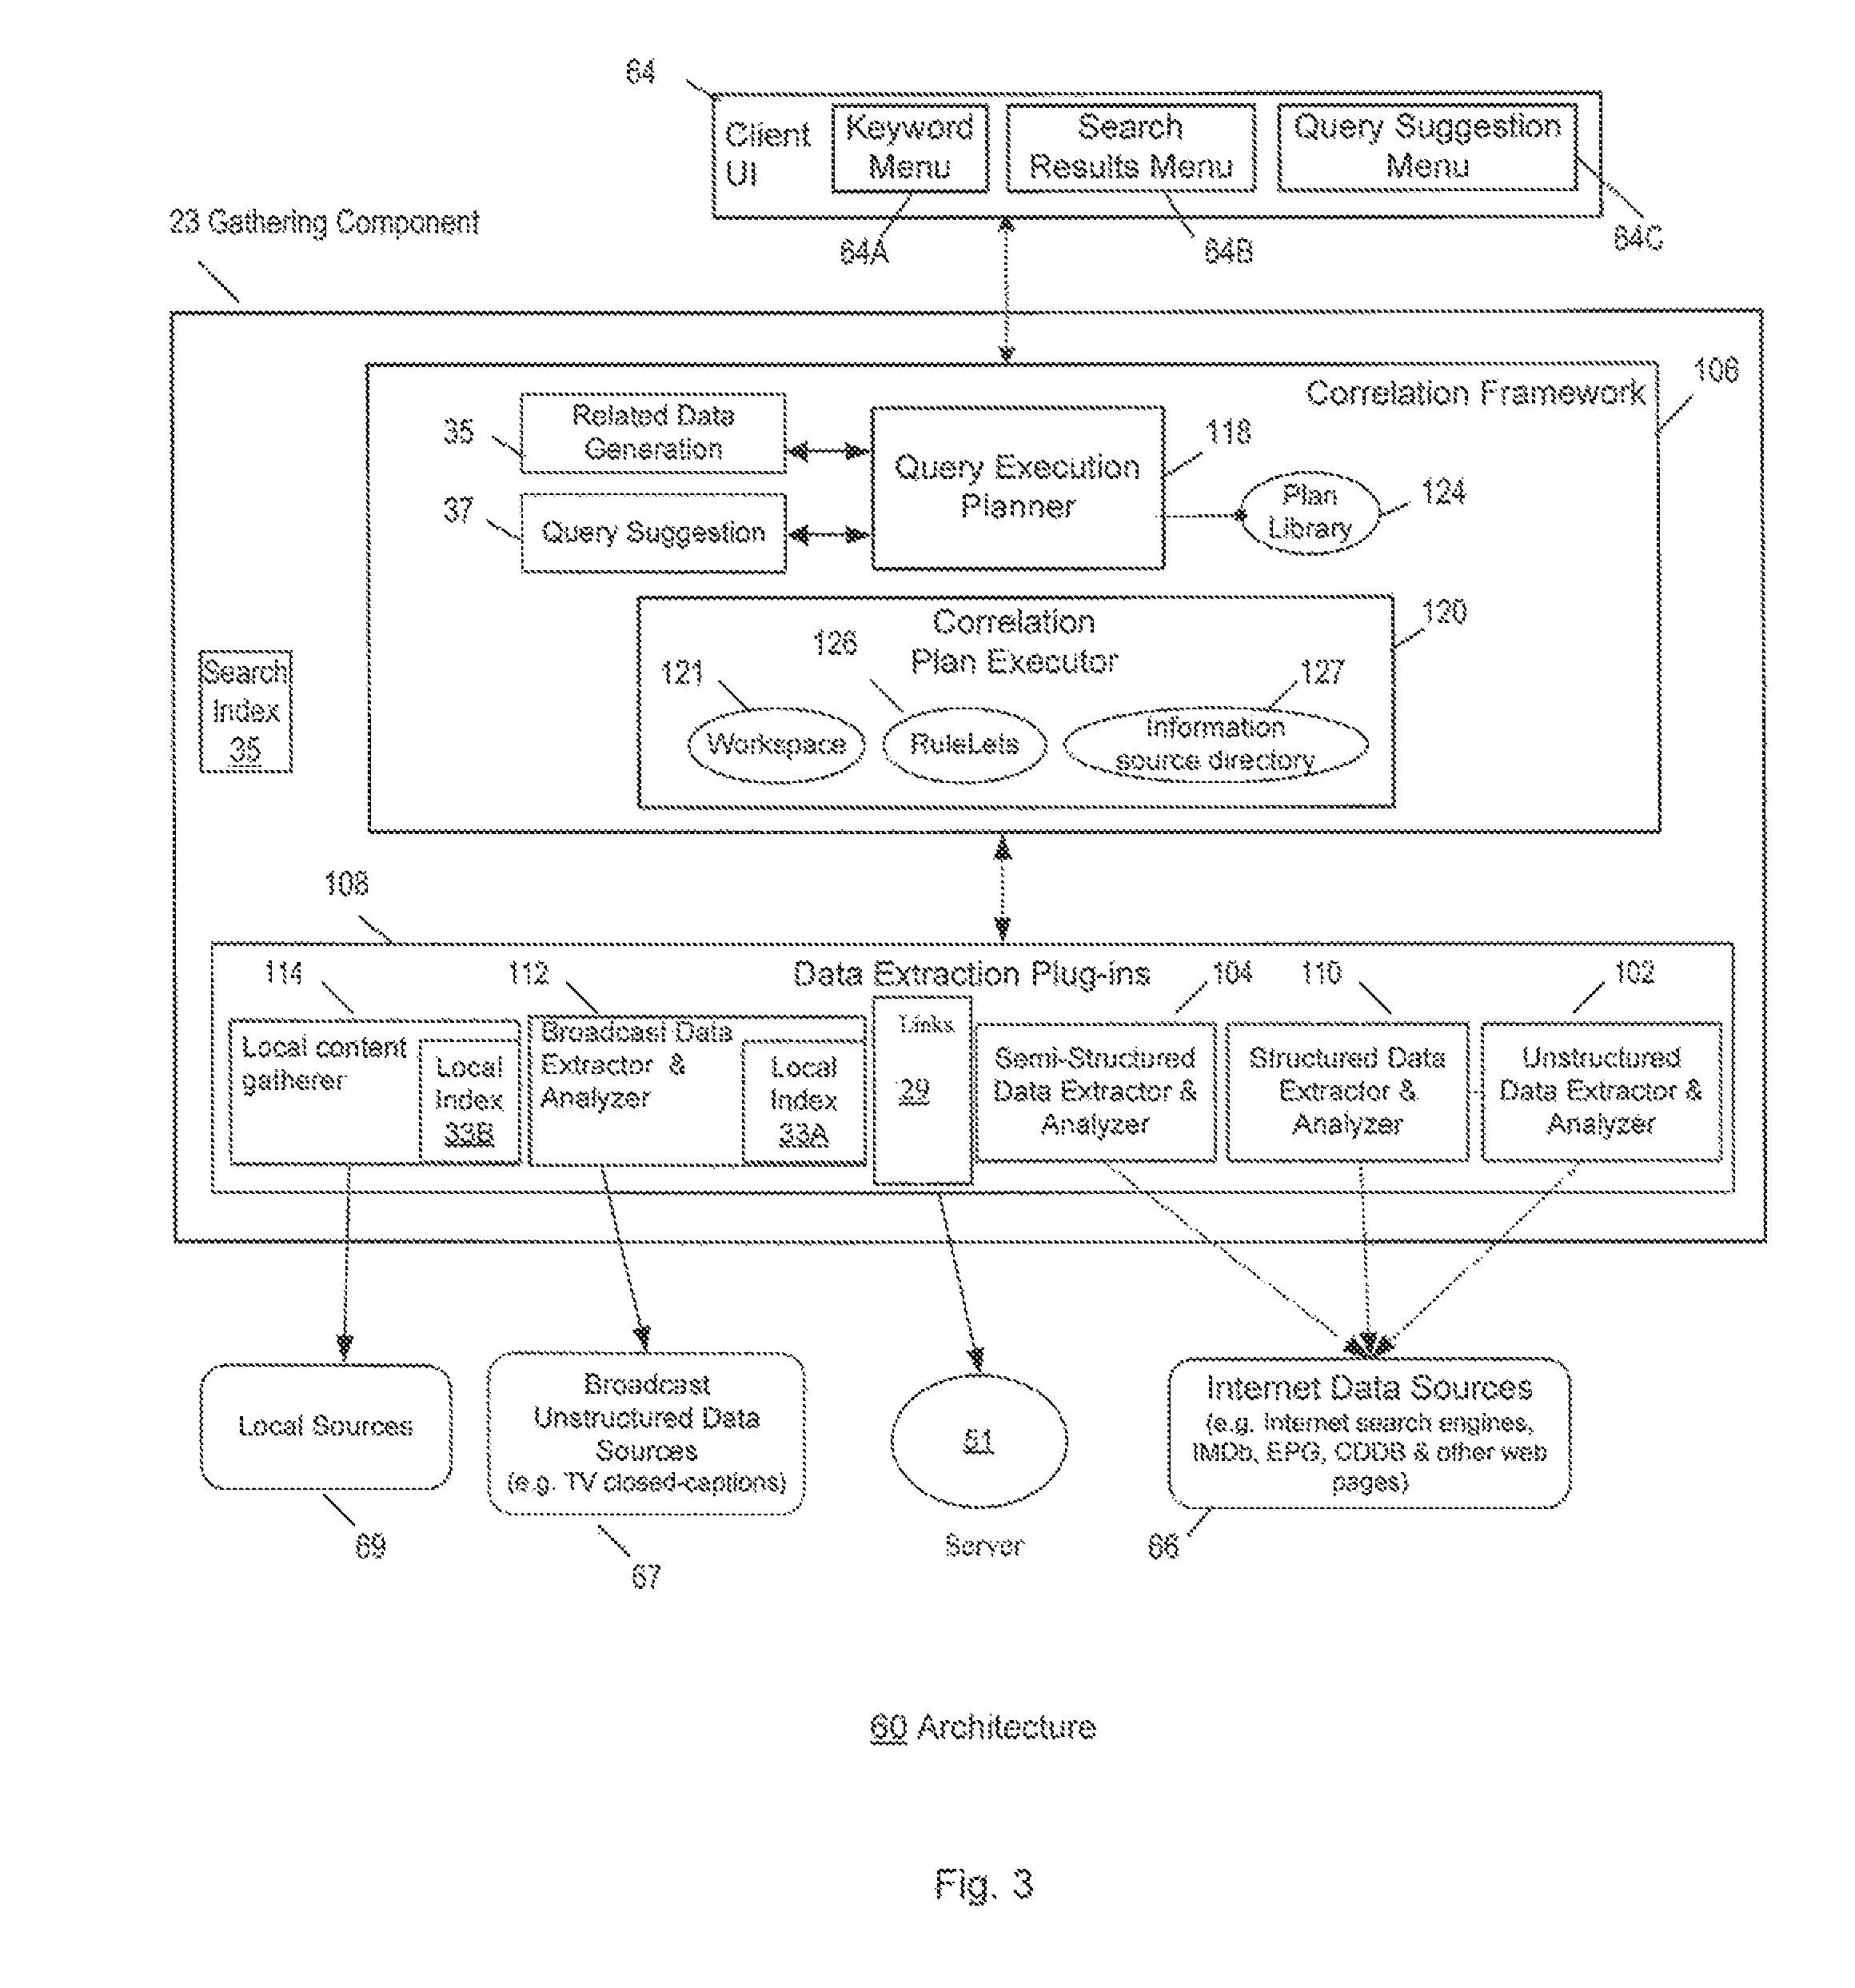 64
Client
UI
Keyword
Menu
Search
Results Menu
Query Suggestion
Menu
64A
64B
64C
23 Gathering Component
Correlation Framework
106
35
Related Data
Generation
Query Execution
Planner
118
Plan
Library
124
37
Query Suggestion
Correlation
Plan Executor
120
121
126
127
Workspace
RuleLets
Information
source directory
Search
Index
35
108
Data Extraction Plug-ins
114
112
104
110
102
Local content
gatherer
Local
Index
33B
Broadcast Data
Extractor &
Analyzer
Local
Index
33A
Links
29
Semi-Structured
Data Extractor &
Analyzer
Structured Data
Extractor &
Analyzer
Unstructured
Data Extractor &
Analyzer
Local Sources
69
Broadcast
Unstructured Data
Sources
(e.g. TV closed-captions)
67
61
Server
Internet Data Sources
(e.g. Internet search engines,
IMDb, EPG, CDDB & other web
pages)
66
60 Architecture
Fig. 3